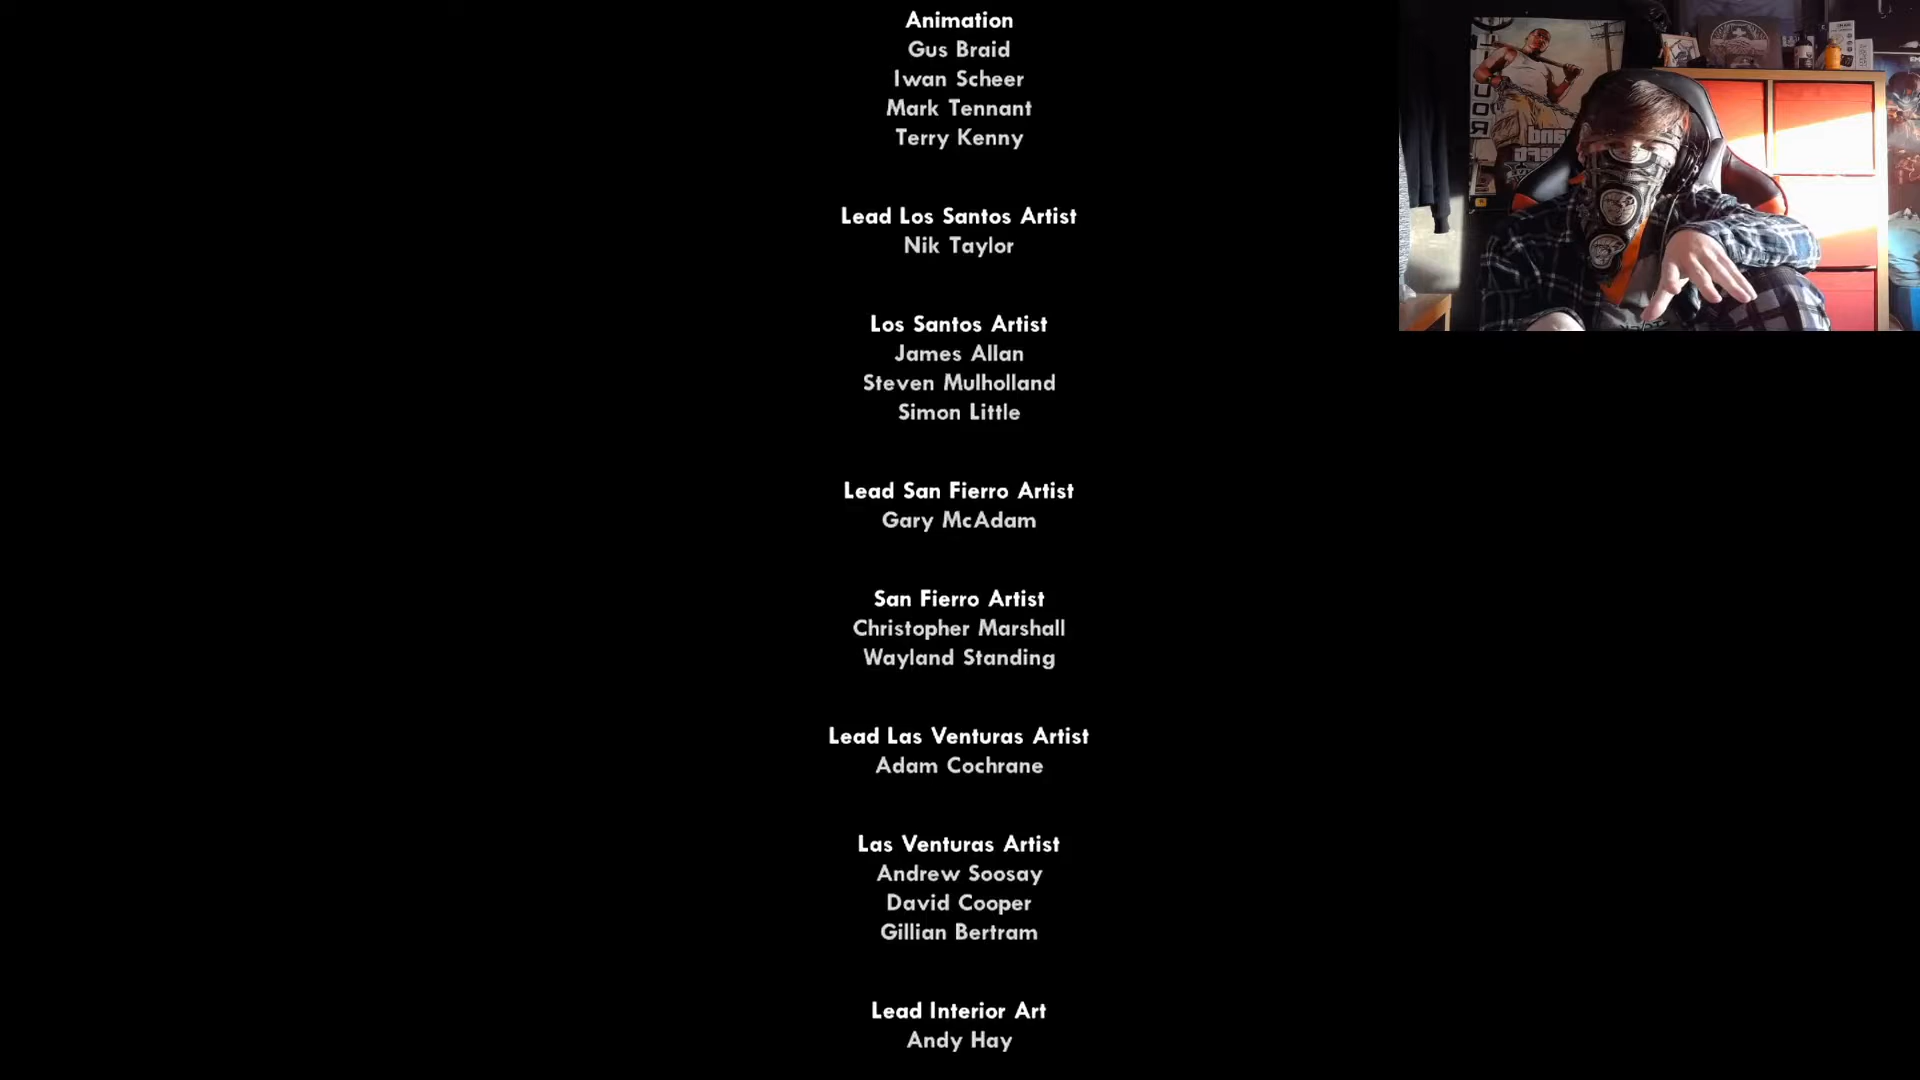 Animation
Gus Braid
Iwan Scheer
Mark Tennant
Terry Kenny
Lead Los Santos Artist
Nik Taylor
Los Santos Artist
James Allan
Steven Mulholland
Simon Little
Lead San Fierro Artist
Gary McAdam
San Fierro Artist
Christopher Marshall
Wayland Standing
Lead Las Venturas Artist
Adam Cochrane
Las Venturas Artist
Andrew Soosay
David Cooper
Gillian Bertram
Lead Interior Art
Andy Hay